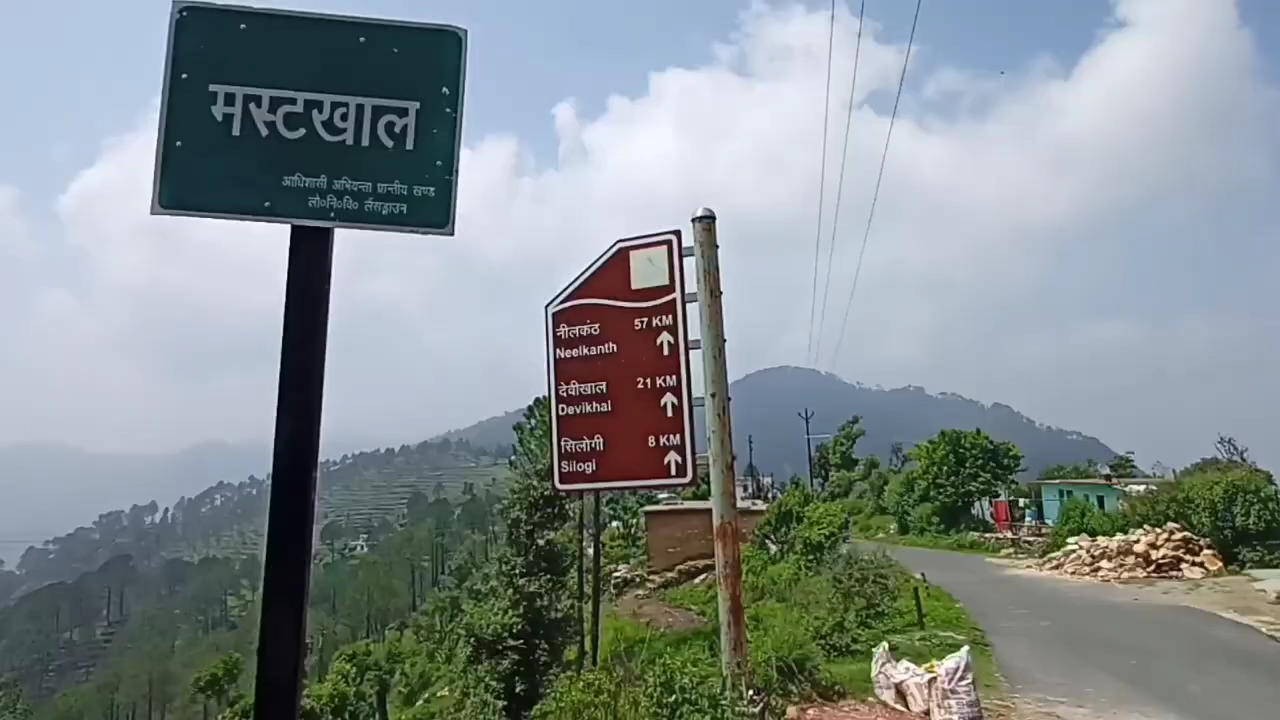 मस्टखाल
आधिशासी अभियन्ता प्रान्तीय खण्ड
लो०नि०वि० लैंसडाउन
नीलकंठ 57 KM
Neelkanth
देवीखाल 21 KM
Devikhal
सिलोगी 8 KM
Silogi